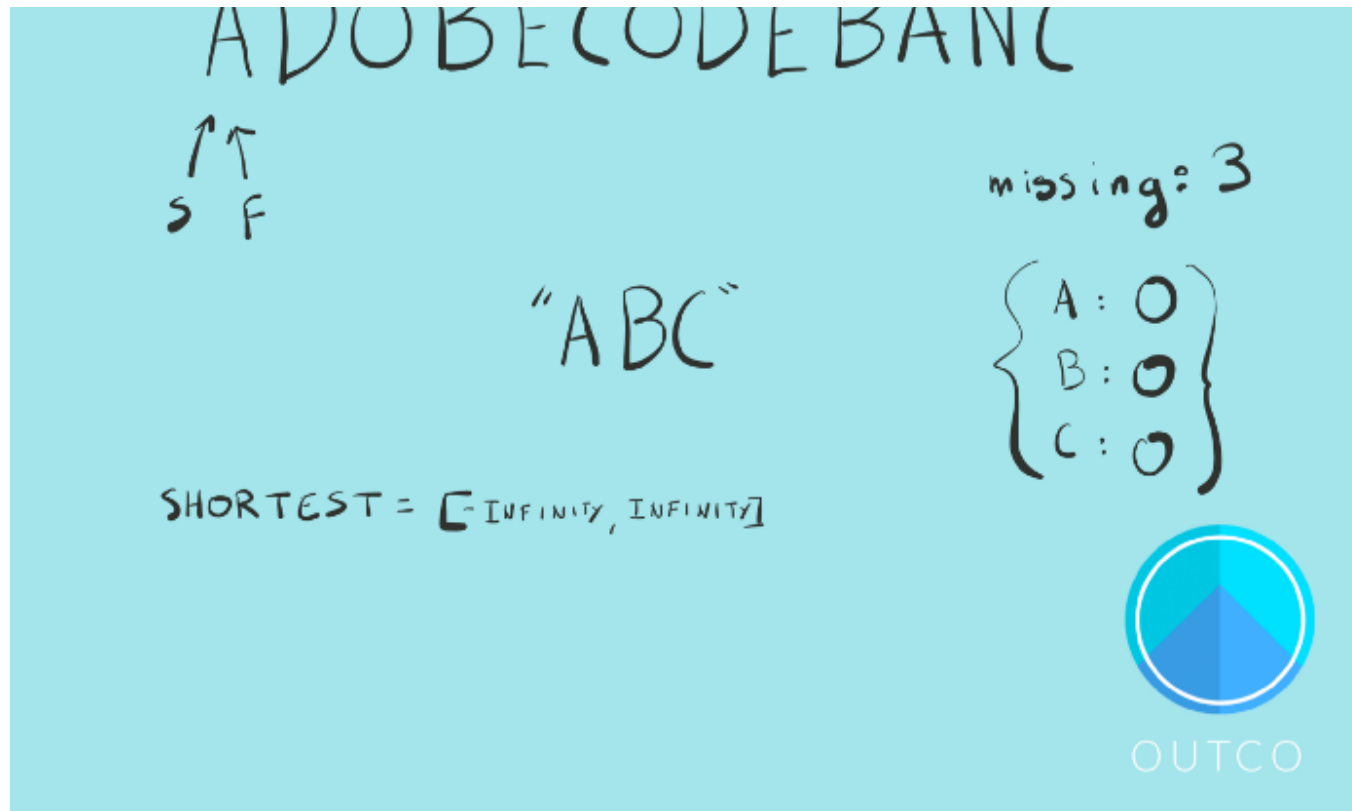 ADOBECODEBANC
S F
missing: 3
"ABC"
{ A : 0
B : 0
C : 0 }
SHORTEST = [-INFINITY, INFINITY]
OUTCO